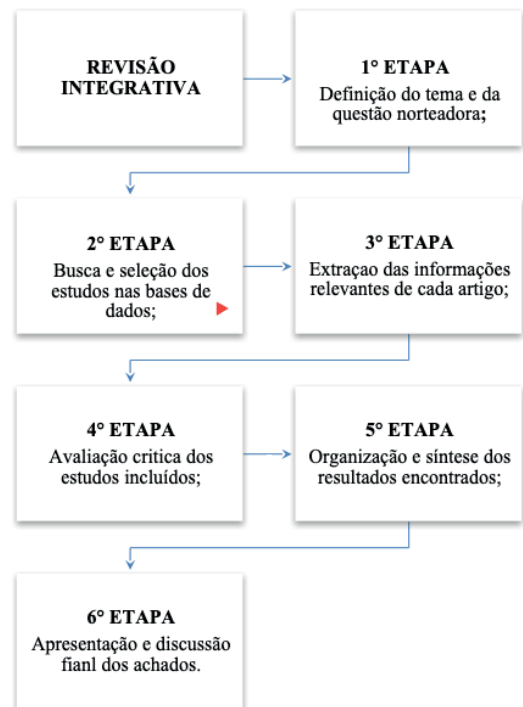 REVISÃO
INTEGRATIVA
1° ETAPA
Definição do tema e da
questão norteadora;
2° ETAPA
Busca e seleção dos
estudos nas bases de
dados;
3° ETAPA
Extraçao das informações
relevantes de cada artigo;
4° ETAPA
Avaliação critica dos
estudos incluídos;
5° ETAPA
Organização e síntese dos
resultados encontrados;
6° ETAPA
Apresentação e discussão
fianl dos achados.